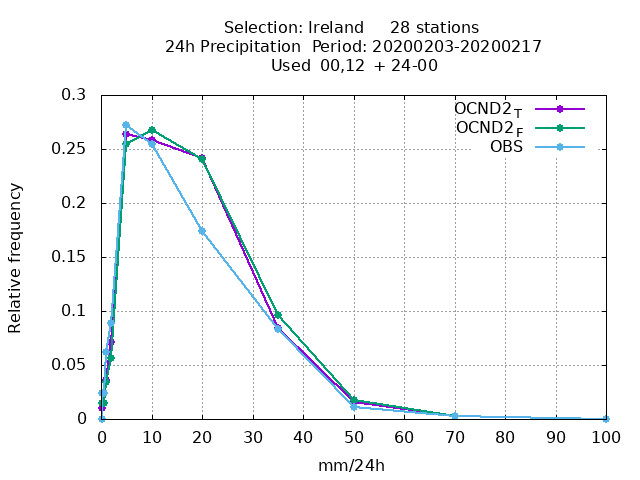 Selection: Ireland 28 stations
24h Precipitation Period: 20200203-20200217
Used 00,12 + 24-00
OCND2 T
OCND2 F
OBS
0.3
0.25
0.2
0.15
0.1
0.05
0
Relative frequency
0 10 20 30 40 50 60 70 80 90 100
mm/24h